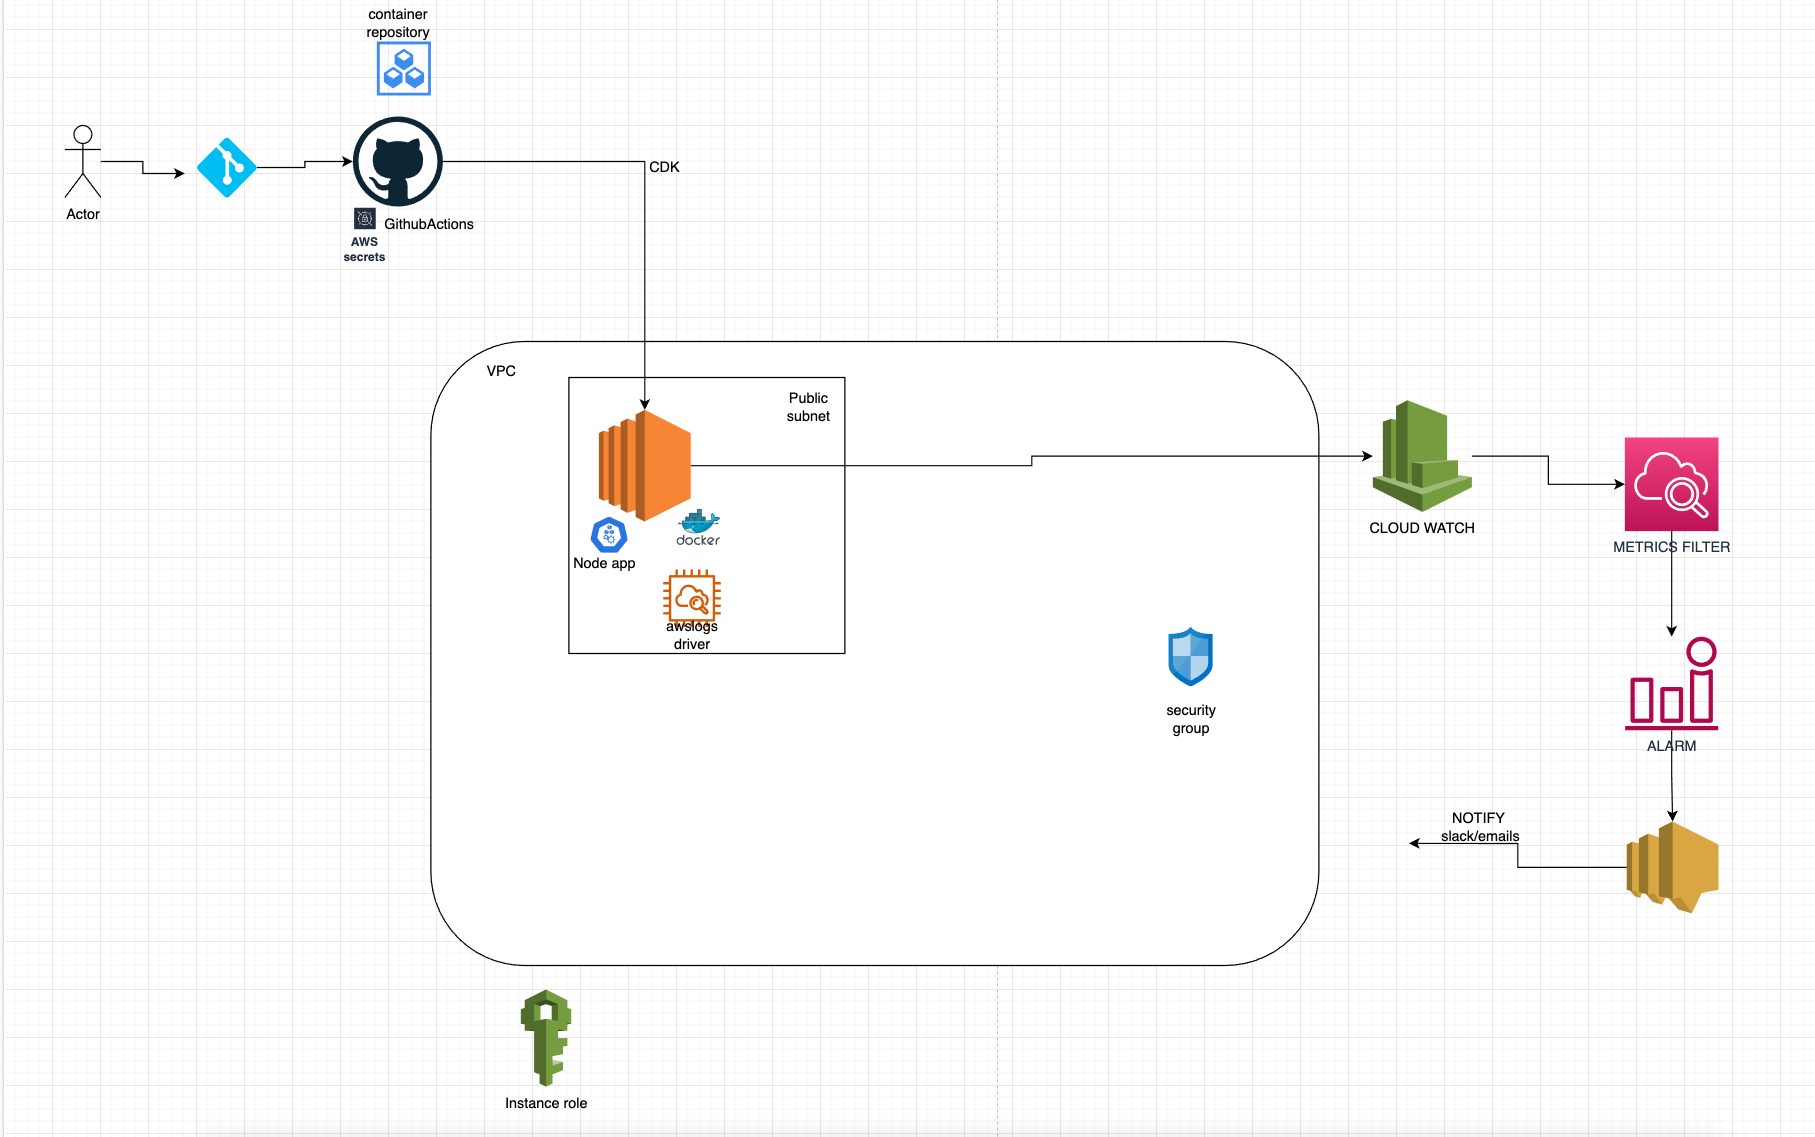 container
repository
CDK
Actor
GithubActions
AWS
secrets
VPC
Public
subnet
docker
Node app
awslogs
driver
CLOUD WATCH
METRICS FILTER
security
group
ALARM
NOTIFY
slack/emails
Instance role